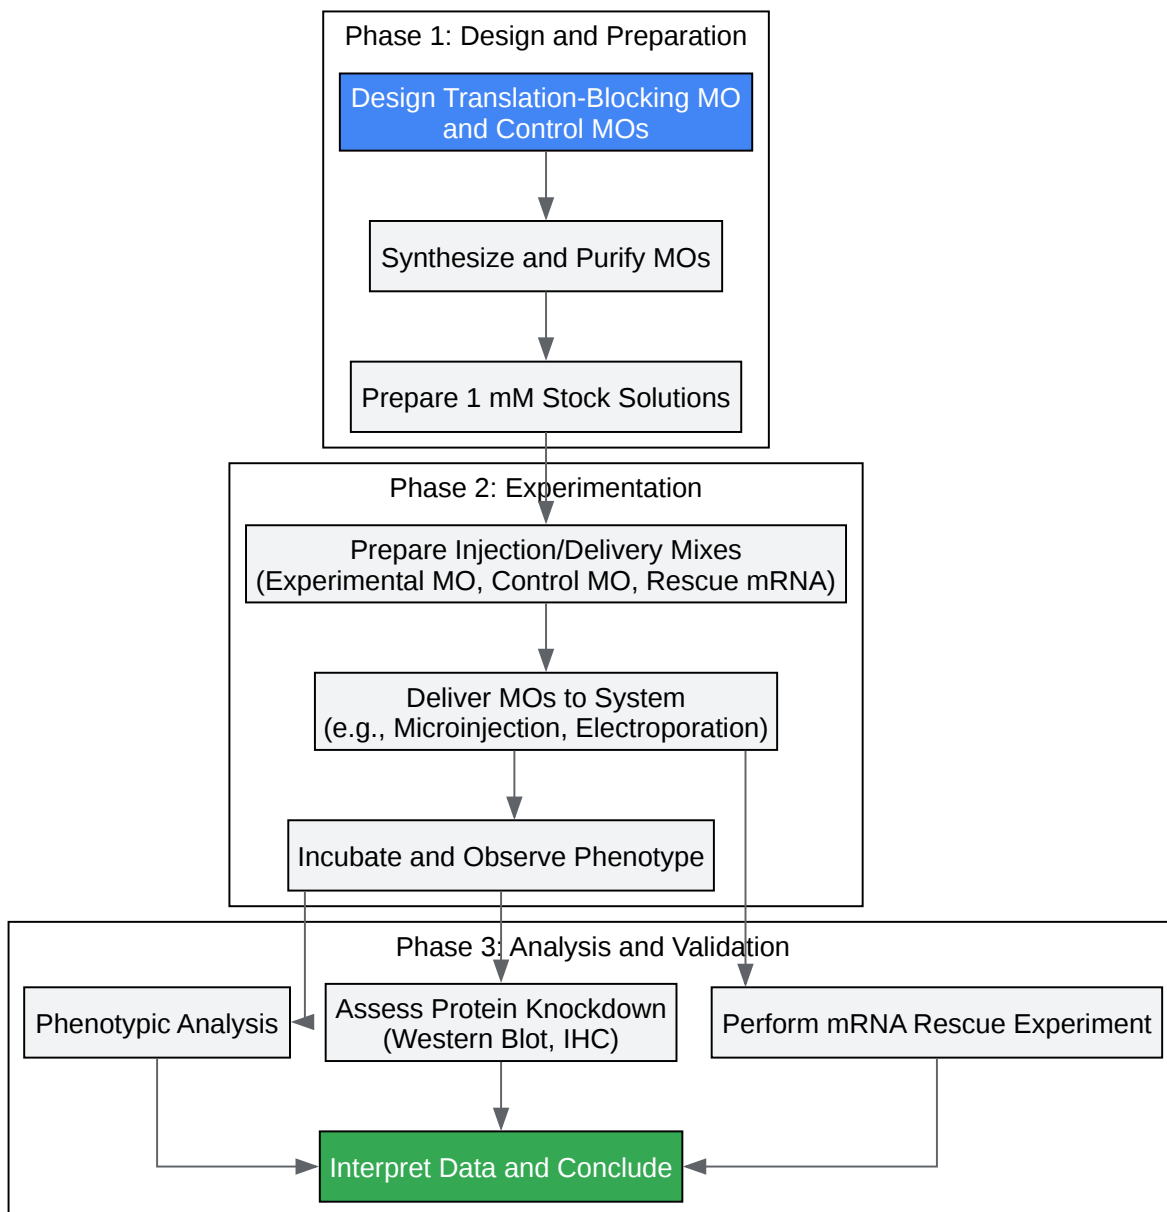 Phase 1: Design and Preparation
Design Translation-Blocking MO
and Control MOs
Synthesize and Purify MOs
Prepare 1 mM Stock Solutions
Phase 2: Experimentation
Prepare Injection/Delivery Mixes
(Experimental MO, Control MO, Rescue mRNA)
Deliver MOs to System
(e.g., Microinjection, Electroporation)
Incubate and Observe Phenotype
Phase 3: Analysis and Validation
Phenotypic Analysis
Assess Protein Knockdown
(Western Blot, IHC)
Perform mRNA Rescue Experiment
Interpret Data and Conclude